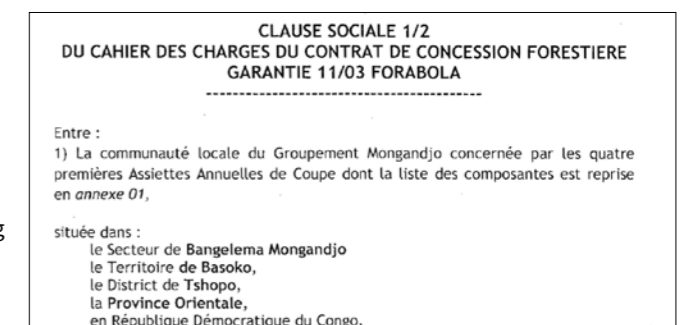 CLAUSE SOCIALE 1/2
DU CAHIER DES CHARGES DU CONTRAT DE CONCESSION FORESTIERE
GARANTIE 11/03 FORABOLA
-----------------------------------------
Entre :
1) La communauté locale du Groupement Mongandjo concernée par les quatre
premières Assiettes Annuelles de Coupe dont la liste des composantes est reprise
en annexe 01,
g
située dans :
le Secteur de Bangelema Mongandjo
le Territoire de Basoko,
le District de Tshopo,
la Province Orientale,
en République Démocratique du Congo,